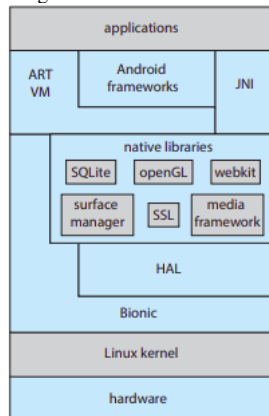 applications
ART
VM
Android
frameworks
JNI
native libraries
SQLite
openGL
webkit
surface
manager
SSL
media
framework
HAL
Bionic
Linux kernel
hardware